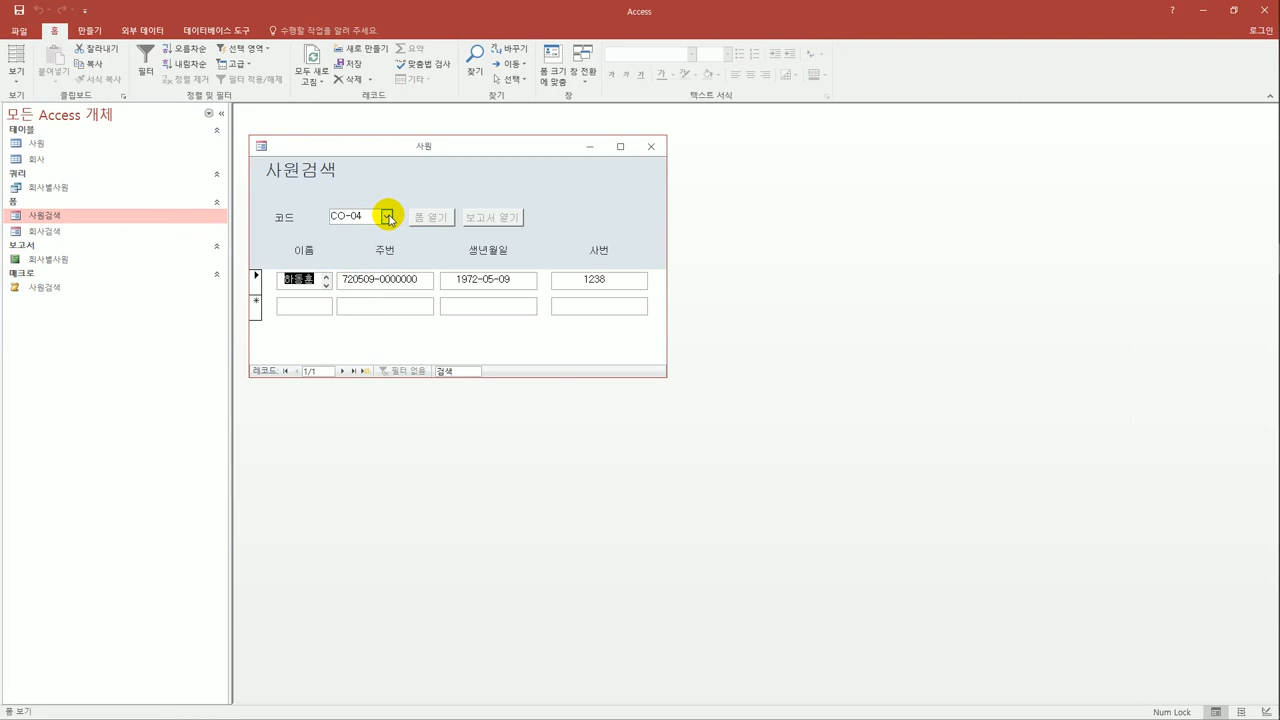 Access
?
로그인
파일 홈 만들기 외부 데이터 데이터베이스 도구 수행할 작업을 알려 주세요.
보기
붙여넣기
잘라내기
복사
서식 복사
필터
오름차순
내림차순
정렬 제거
선택 영역
고급
필터 적용/해제
모두 새로 고침
새로 만들기
저장
삭제
요약
맞춤법 검사
기타
찾기
바꾸기
이동
선택
폼 크기에 맞춤
창 전환
가 가 가
보기 클립보드 정렬 및 필터 레코드 찾기 창 텍스트 서식
모든 Access 개체
테이블
사원
회사
쿼리
회사별사원
폼
사원검색
회사검색
보고서
회사별사원
매크로
사원검색
사원
사원검색
코드 CO-04 폼 열기 보고서 열기
이름 주번 생년월일 사번
720509-0000000 1972-05-09 1238
레코드: 1/1 필터 없음 검색
폼 보기 Num Lock